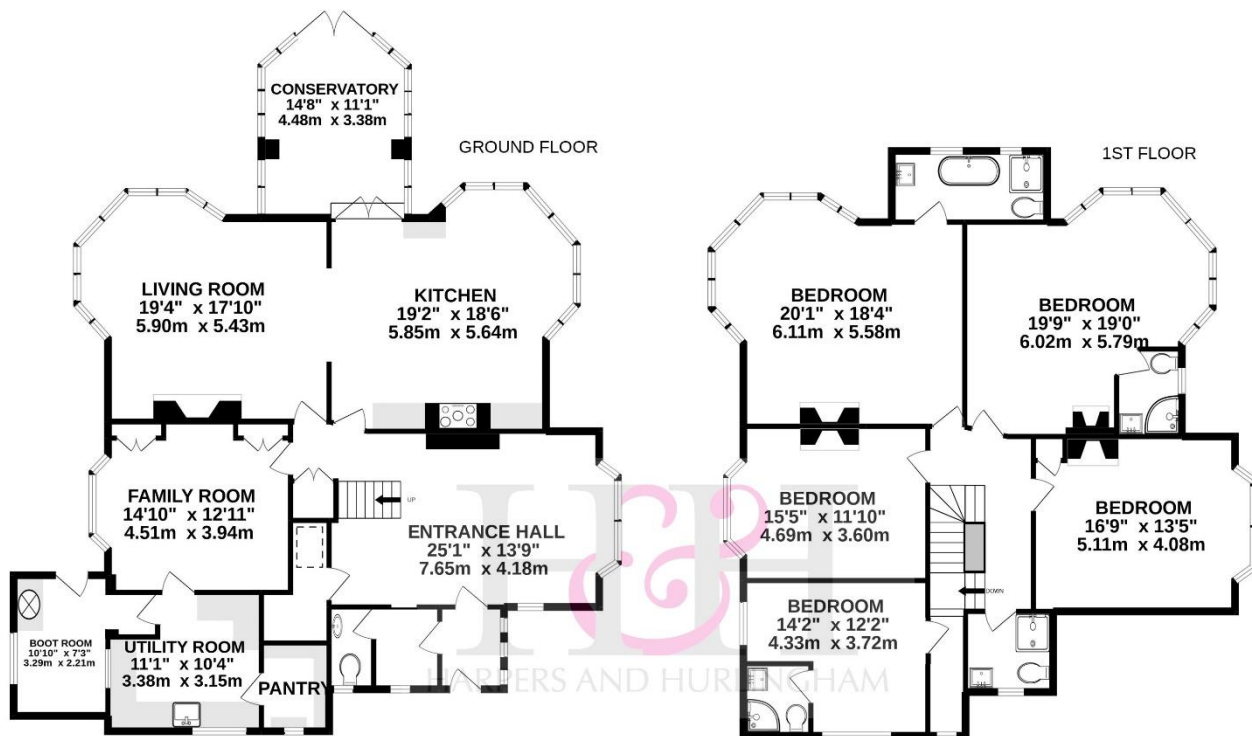 CONSERVATORY
14'8" x 11'1"
4.48m x 3.38m
GROUND FLOOR
LIVING ROOM
19'4" x 17'10"
5.90m x 5.43m
KITCHEN
19'2" x 18'6"
5.85m x 5.64m
FAMILY ROOM
14'10" x 12'11"
4.51m x 3.94m
UP
ENTRANCE HALL
25'1" x 13'9"
7.65m x 4.18m
BOOT ROOM
10'10" x 7'3"
3.29m x 2.21m
UTILITY ROOM
11'1" x 10'4"
3.38m x 3.15m
PANTRY
1ST FLOOR
BEDROOM
20'1" x 18'4"
6.11m x 5.58m
BEDROOM
19'9" x 19'0"
6.02m x 5.79m
BEDROOM
15'5" x 11'10"
4.69m x 3.60m
BEDROOM
16'9" x 13'5"
5.11m x 4.08m
DOWN
BEDROOM
14'2" x 12'2"
4.33m x 3.72m
H&H
HARPERS AND HURLINGHAM